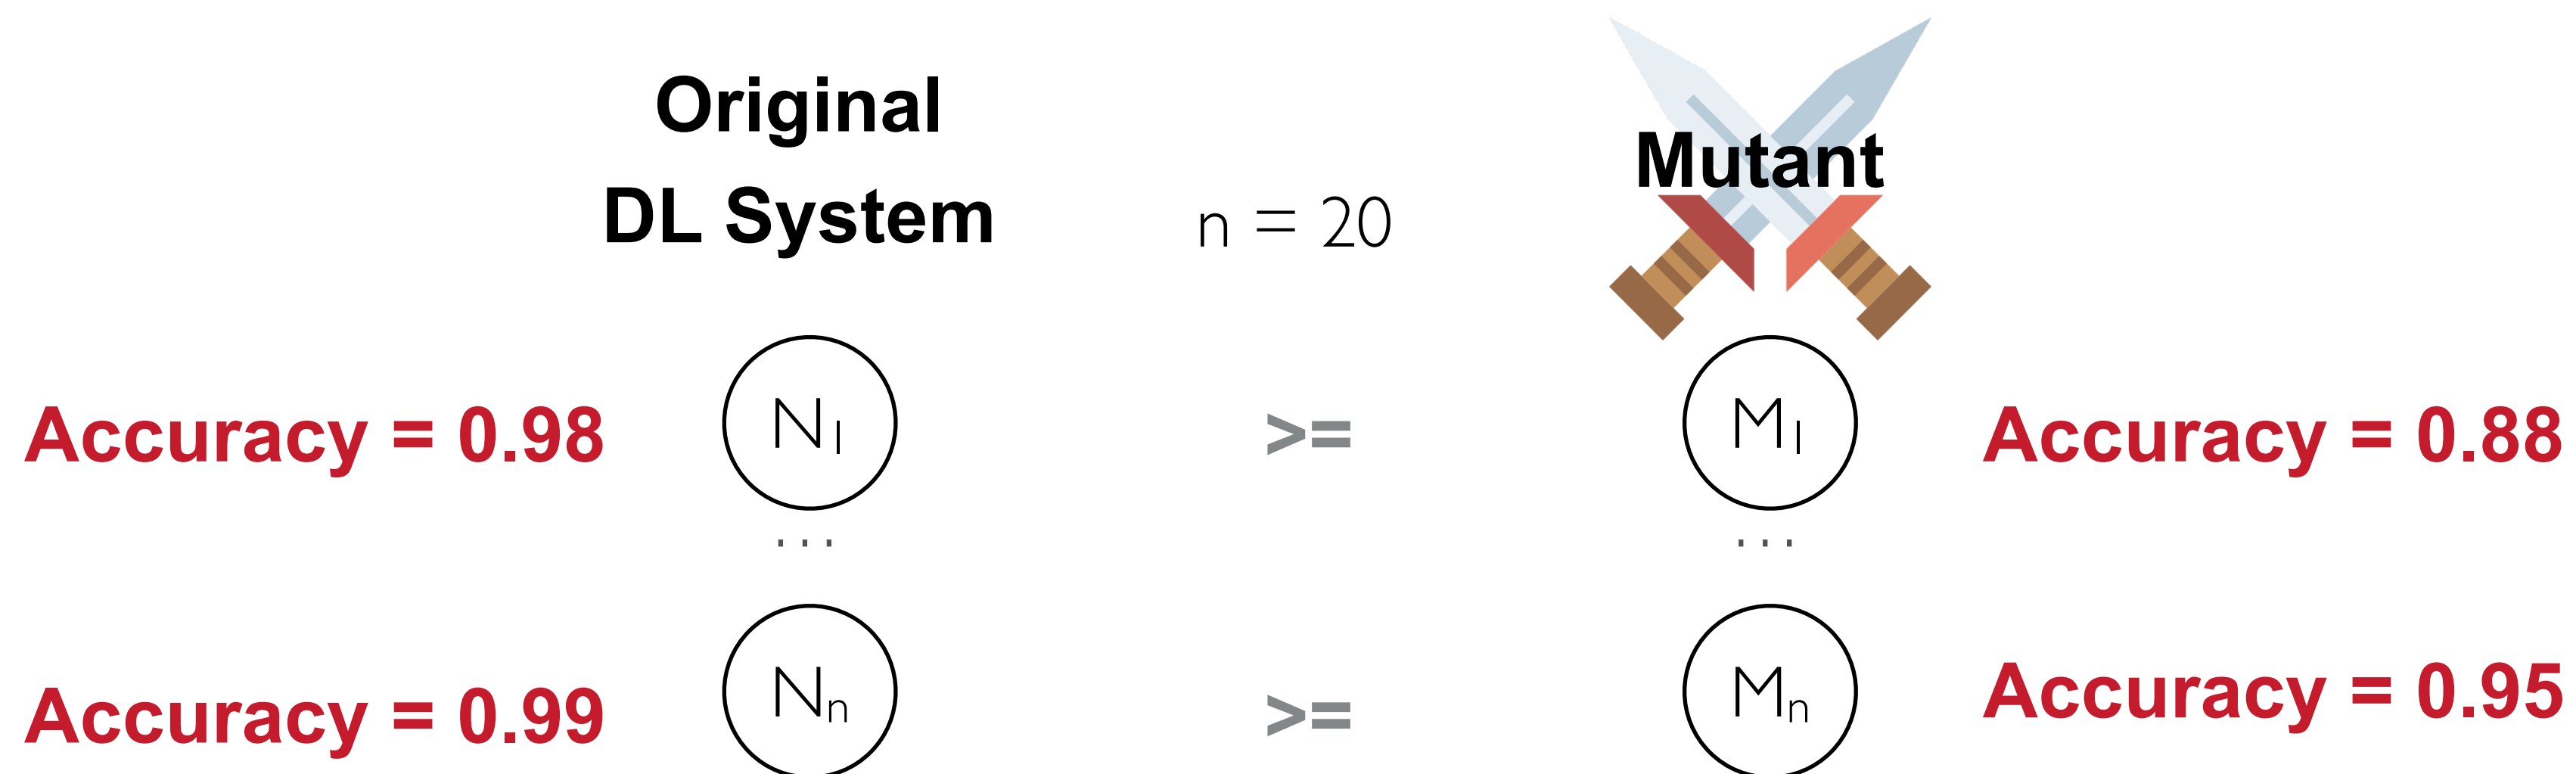 Original
DL System
n = 20
Mutant
Accuracy = 0.98
N1
>=
M1
Accuracy = 0.88
...
...
Accuracy = 0.99
Nn
>=
Mn
Accuracy = 0.95